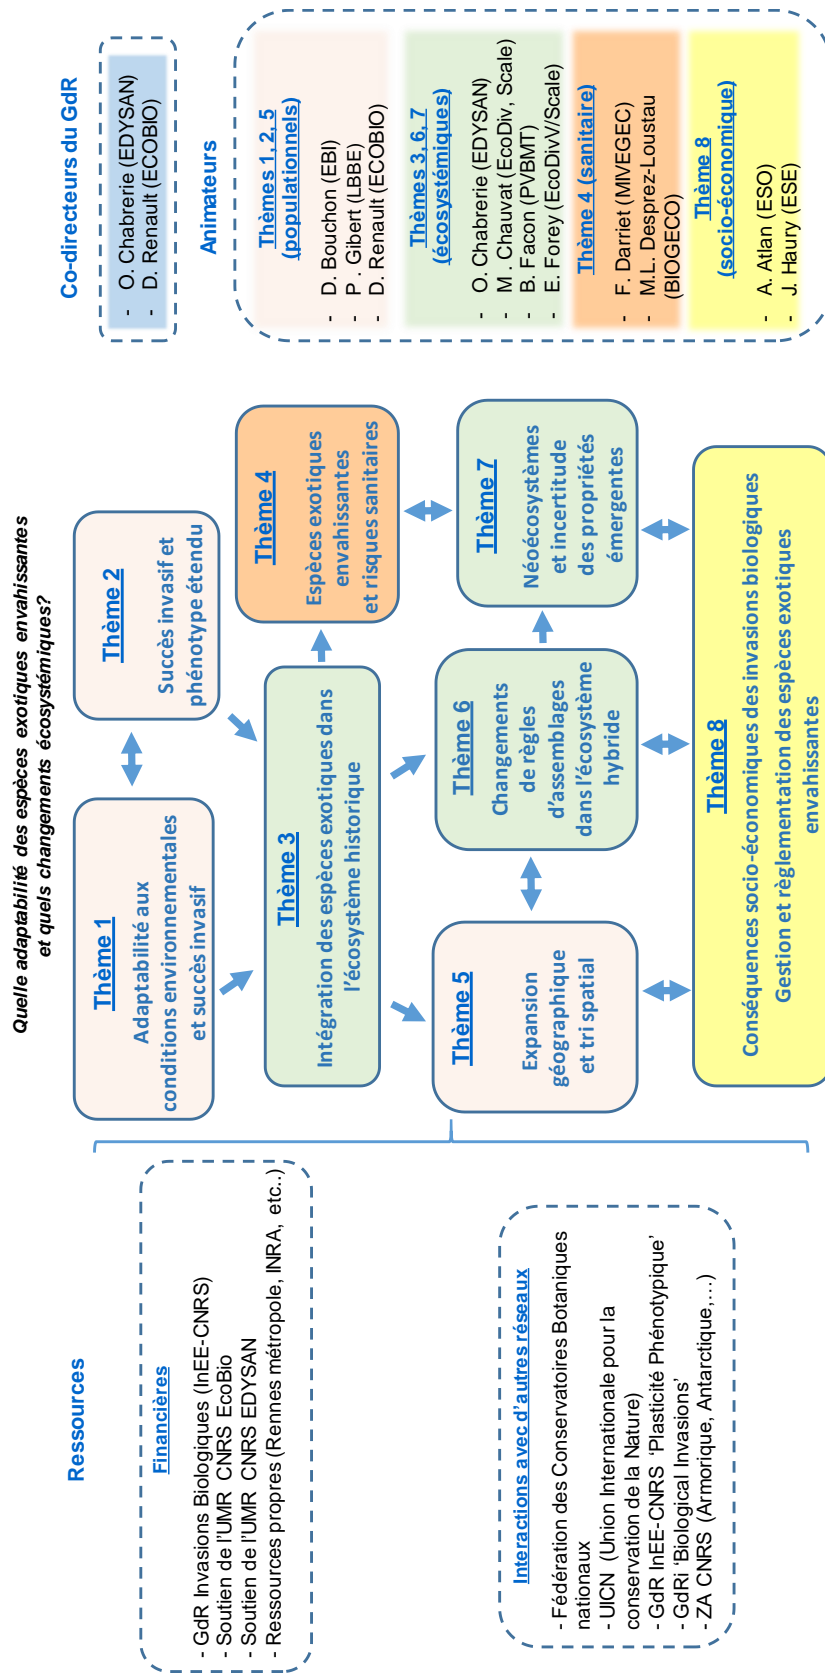 Quelle adaptabilité des espèces exotiques envahissantes
et quels changements écosystémiques?
Ressources
Financières
- GdR Invasions Biologiques (InEE-CNRS)
- Soutien de l'UMR CNRS EcoBio
- Soutien de l'UMR CNRS EDYSAN
- Ressources propres (Rennes métropole, INRA, etc..)
Interactions avec d'autres réseaux
- Fédération des Conservatoires Botaniques
nationaux
- UICN (Union Internationale pour la
conservation de la Nature)
- GdR InEE-CNRS 'Plasticité Phénotypique'
- GdRi 'Biological Invasions'
- ZA CNRS (Armorique, Antarctique,…)
Thème 1
Adaptabilité aux
conditions environnementales
et succès invasif
Thème 2
Succès invasif et
phénotype étendu
Thème 3
Intégration des espèces exotiques dans
l'écosystème historique
Thème 4
Espèces exotiques
envahissantes
et risques sanitaires
Thème 5
Expansion
géographique
et tri spatial
Thème 6
Changements
de règles
d'assemblages
dans l'écosystème
hybride
Thème 7
Néoécosystèmes
et incertitude
des propriétés
émergentes
Thème 8
Conséquences socio-économiques des invasions biologiques
Gestion et règlementation des espèces exotiques
envahissantes
Co-directeurs du GdR
- O. Chabrerie (EDYSAN)
- D. Renault (ECOBIO)
Animateurs
Thèmes 1, 2, 5
(populationnels)
- D. Bouchon (EBI)
- P . Gibert (LBBE)
- D. Renault (ECOBIO)
Thèmes 3, 6, 7
(écosystémiques)
- O. Chabrerie (EDYSAN)
- M . Chauvat (EcoDiv, Scale)
- B. Facon (PVBMT)
- E. Forey (EcoDivV/Scale)
Thème 4 (sanitaire)
- F. Darriet (MIVEGEC)
- M.L. Desprez-Loustau
(BIOGECO)
Thème 8
(socio-économique)
- A. Atlan (ESO)
- J. Haury (ESE)